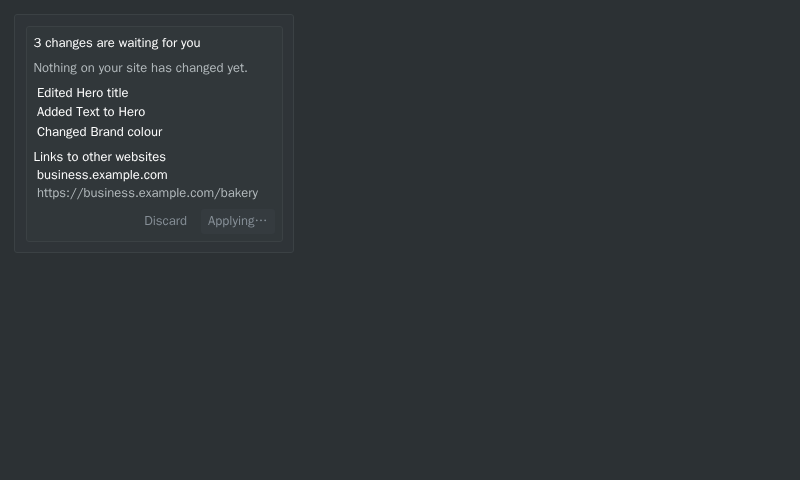 3 changes are waiting for you
Nothing on your site has changed yet.
Edited Hero title
Added Text to Hero
Changed Brand colour
Links to other websites
business.example.com
https://business.example.com/bakery
Discard
Applying⋯